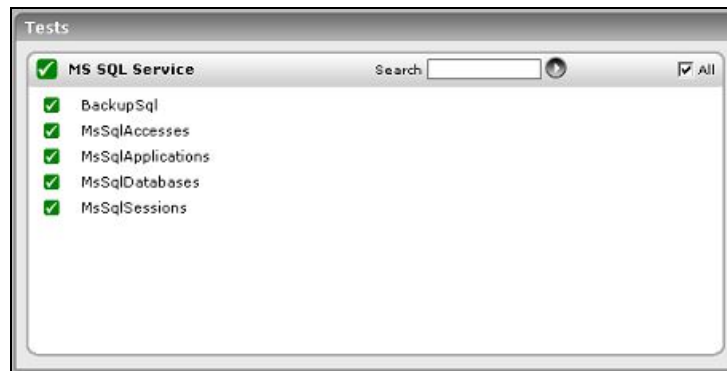 Tests
MS SQL Service Search All
BackupSql
MsSqlAccesses
MsSqlApplications
MsSqlDatabases
MsSqlSessions